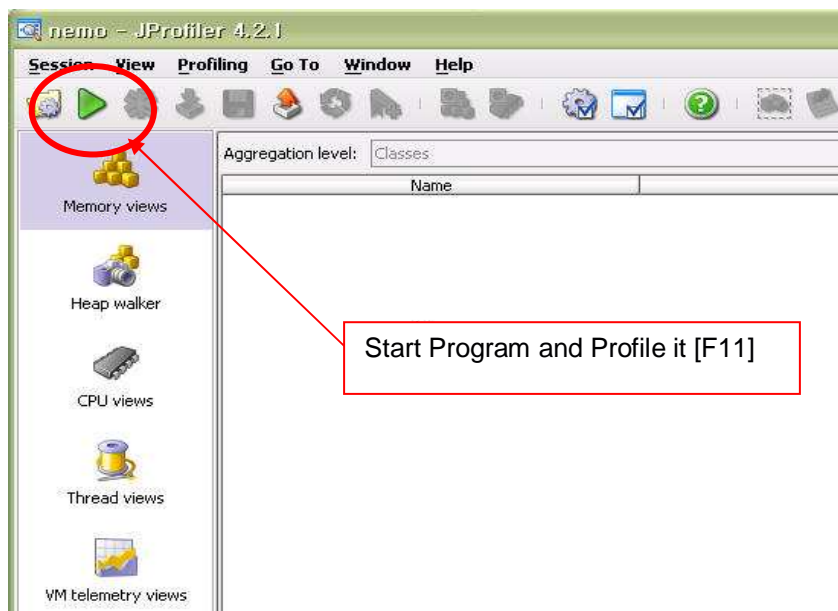 nemo - JProfiler 4.2.1
Session View Profiling Go To Window Help
Aggregation level: Classes
Name
Memory views
Heap walker
CPU views
Thread views
VM telemetry views
Start Program and Profile it [F11]